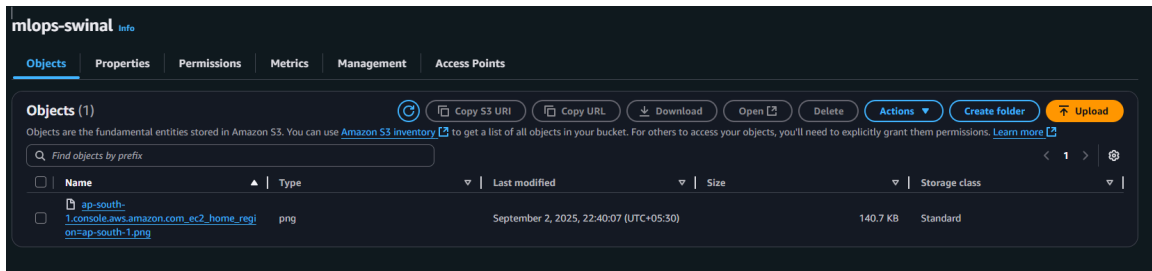 mlops-swinal Info
Objects Properties Permissions Metrics Management Access Points
Objects (1) Copy S3 URI Copy URL Download Open Delete Actions Create folder Upload
Objects are the fundamental entities stored in Amazon S3. You can use Amazon S3 inventory to get a list of all objects in your bucket. For others to access your objects, you'll need to explicitly grant them permissions. Learn more
Find objects by prefix 1
Name Type Last modified Size Storage class
ap-south-
1.console.aws.amazon.com_ec2_home_regi png September 2, 2025, 22:40:07 (UTC+05:30) 140.7 KB Standard
on=ap-south-1.png